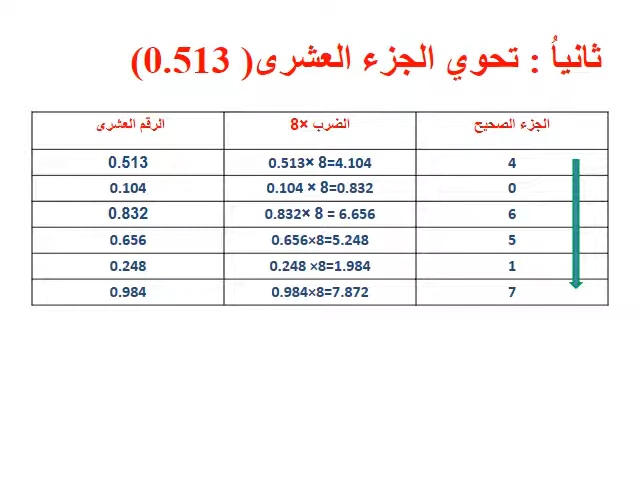 ثانياُ : تحوي الجزء العشرى( 0.513)
الجزء الصحيح الضرب ×8 الرقم العشرى
4 0.513× 8=4.104 0.513
0 0.104 × 8=0.832 0.104
6 0.832× 8 = 6.656 0.832
5 0.656×8=5.248 0.656
1 0.248 ×8=1.984 0.248
7 0.984×8=7.872 0.984